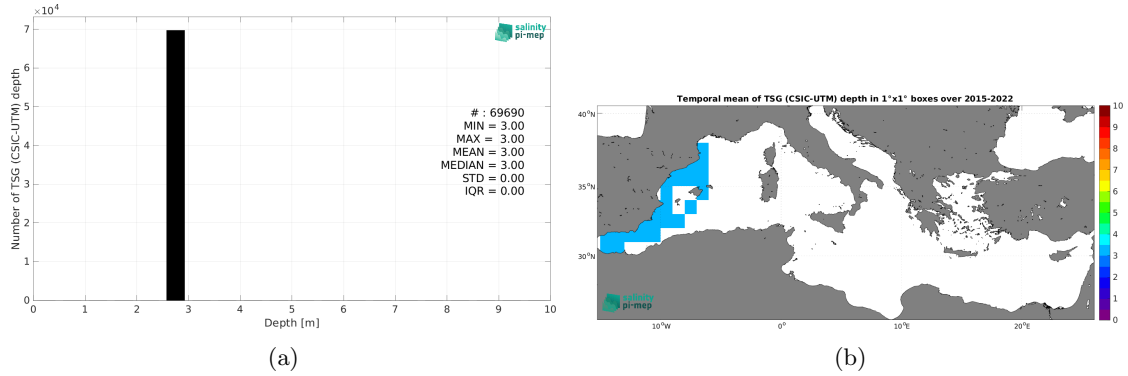 ×10⁴
7
6
5
4
3
2
1
0
Number of TSG (CSIC-UTM) depth
salinity
pi-mep
# : 69690
MIN = 3.00
MAX = 3.00
MEAN = 3.00
MEDIAN = 3.00
STD = 0.00
IQR = 0.00
0 1 2 3 4 5 6 7 8 9 10
Depth [m]
(a)
Temporal mean of TSG (CSIC-UTM) depth in 1°x1° boxes over 2015-2022
40°N
35°N
30°N
10°W 0° 10°E 20°E
salinity
pi-mep
10
9
8
7
6
5
4
3
2
1
0
(b)